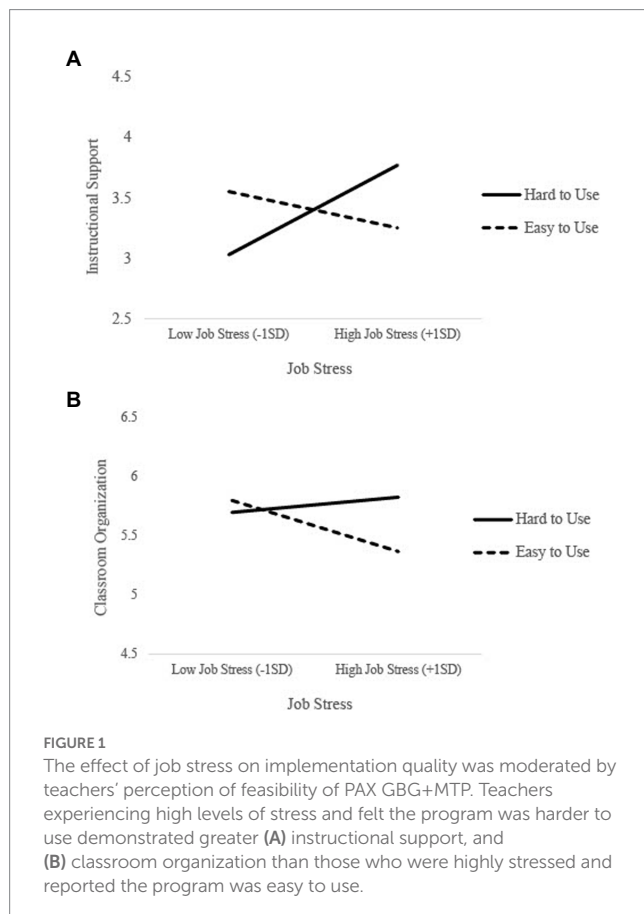 A
4.5
4
3.5
3
2.5
Instructional Support
Hard to Use
Easy to Use
Low Job Stress (-1SD)
High Job Stress (+1SD)
Job Stress
B
6.5
6
5.5
5
4.5
Classroom Organization
Hard to Use
Easy to Use
Low Job Stress (-1SD)
High Job Stress (+1SD)
Job Stress
FIGURE 1
The effect of job stress on implementation quality was moderated by
teachers’ perception of feasibility of PAX GBG+MTP. Teachers
experiencing high levels of stress and felt the program was harder to
use demonstrated greater (A) instructional support, and
(B) classroom organization than those who were highly stressed and
reported the program was easy to use.